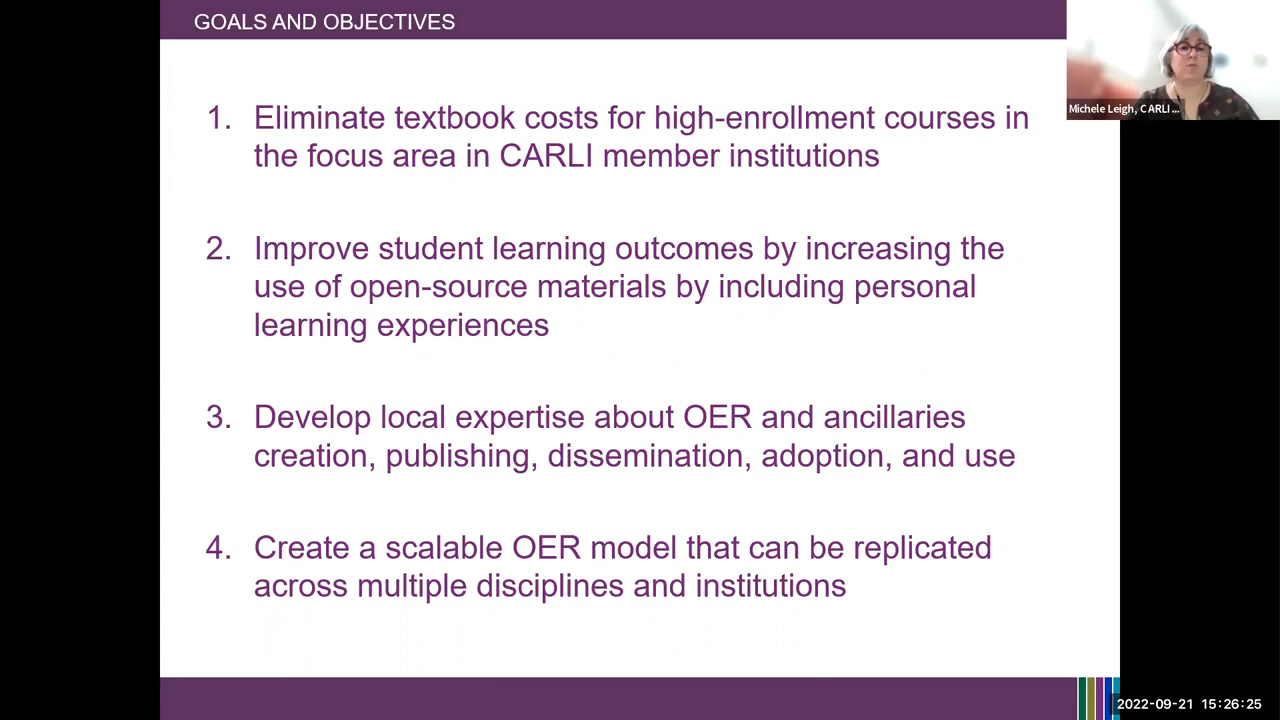 GOALS AND OBJECTIVES
Michele Leigh, CARLI ...
1. Eliminate textbook costs for high-enrollment courses in
the focus area in CARLI member institutions
2. Improve student learning outcomes by increasing the
use of open-source materials by including personal
learning experiences
3. Develop local expertise about OER and ancillaries
creation, publishing, dissemination, adoption, and use
4. Create a scalable OER model that can be replicated
across multiple disciplines and institutions
2022-09-21 15:26:25